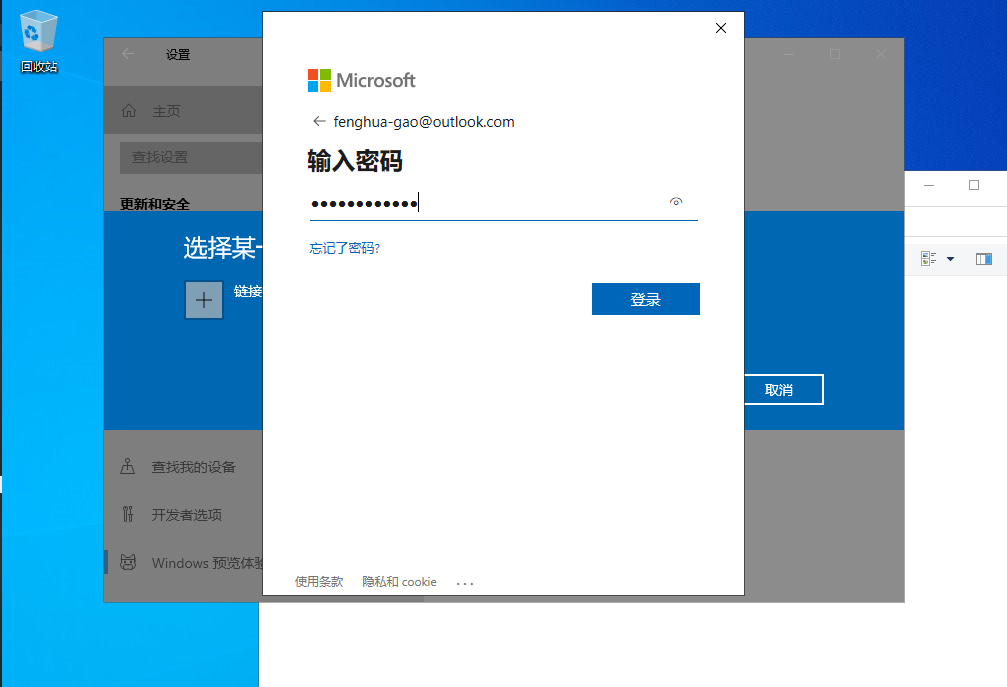 回收站
设置
主页
查找设置
更新和安全
选择某一
链接
取消
查找我的设备
开发者选项
Windows 预览体验
Microsoft
fenghua-gao@outlook.com
输入密码
忘记了密码?
登录
使用条款 隐私和 cookie ...